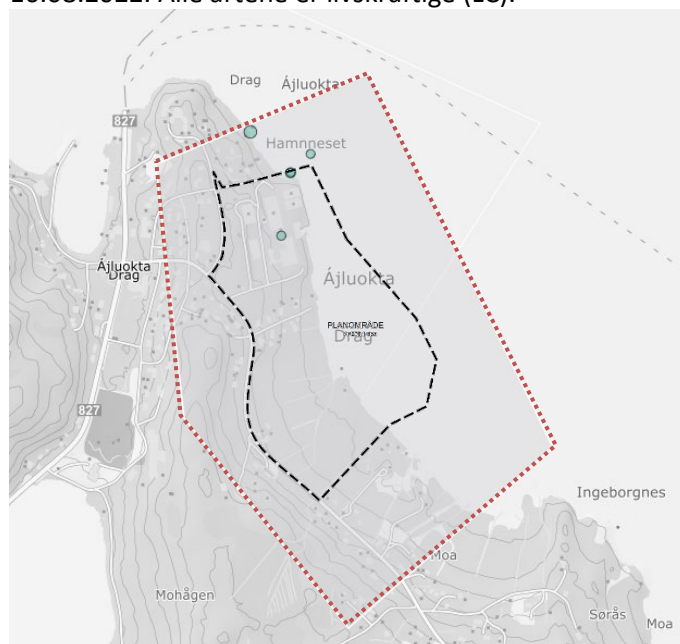 16.08.2022. Alle artene er livskraftige (LC).
Drag
Ájluokta
827
Hamnneset
Ájluokta
Drag
Ájluokta
PLANOMRÅDE
Drag
827
Ingeborgnes
Moa
Mohågen
Sørås
Moa